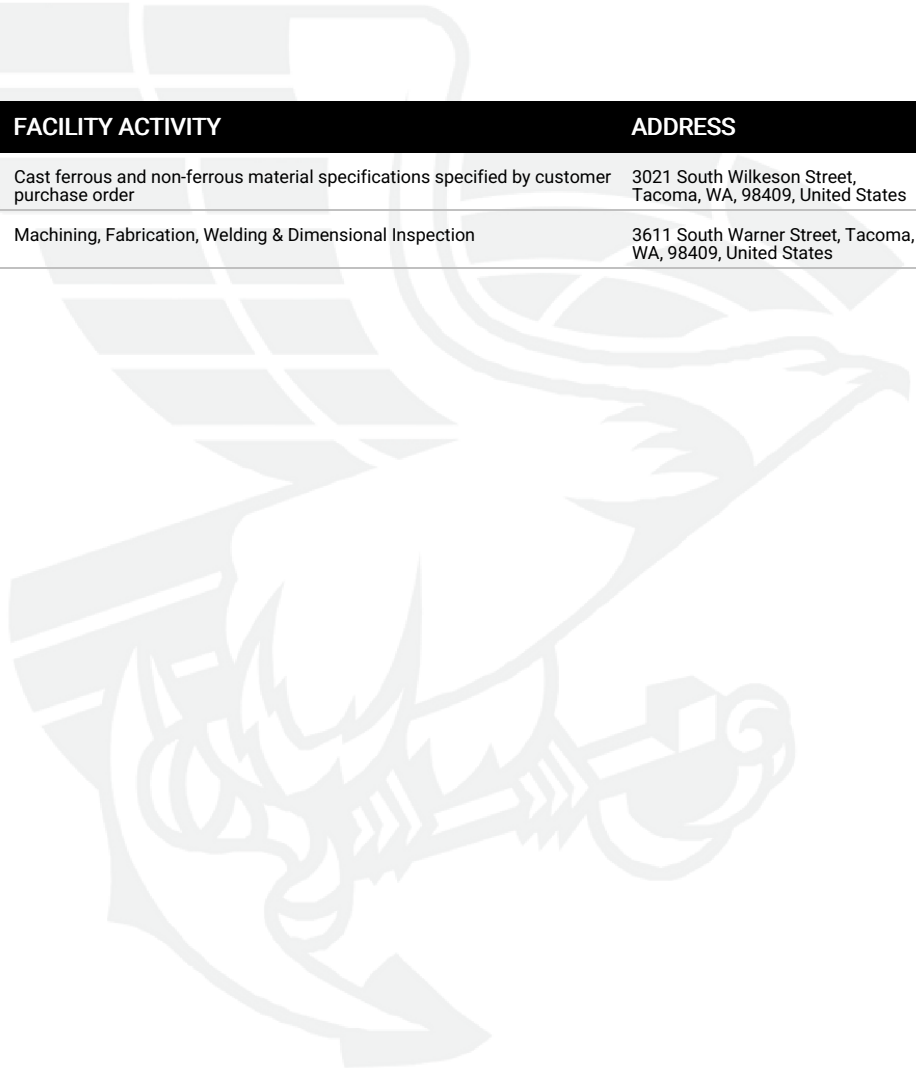 FACILITY ACTIVITY ADDRESS
Cast ferrous and non-ferrous material specifications specified by customer
purchase order
3021 South Wilkeson Street,
Tacoma, WA, 98409, United States
Machining, Fabrication, Welding & Dimensional Inspection
3611 South Warner Street, Tacoma,
WA, 98409, United States